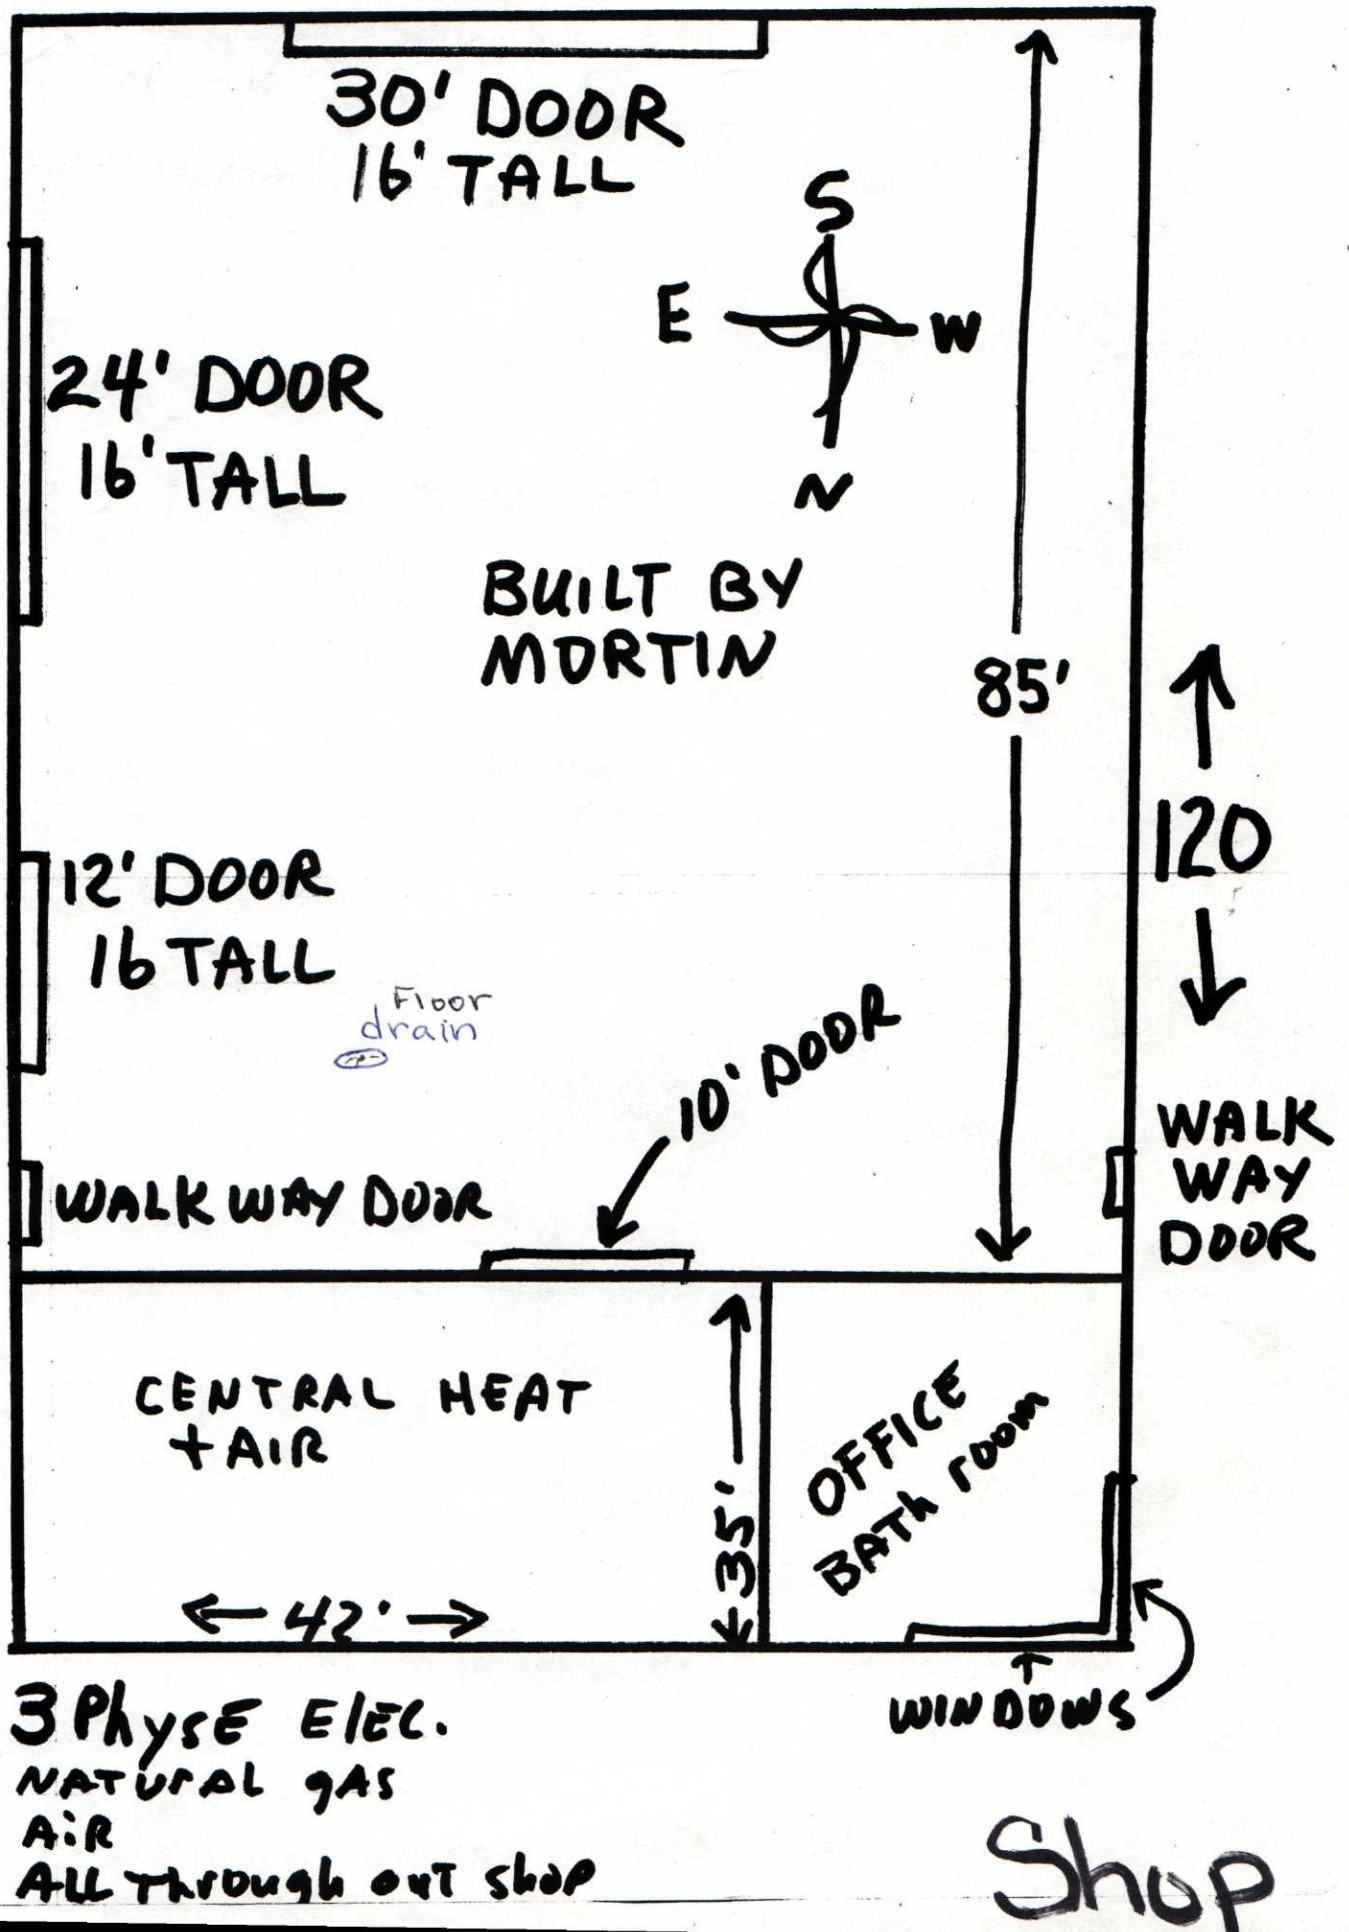 30' DOOR
16' TALL
S
E
W
N
24' DOOR
16' TALL
BUILT BY
MORTIN
85'
120
12' DOOR
16 TALL
Floor
drain
10' DOOR
WALK
WAY
DOOR
WALK WAY DOOR
CENTRAL HEAT
+ AIR
OFFICE
BATh room
35'
42'
WINDOWS
3 PhysE ElEC.
NATURAL gAS
AiR
ALL Through out shop
Shop